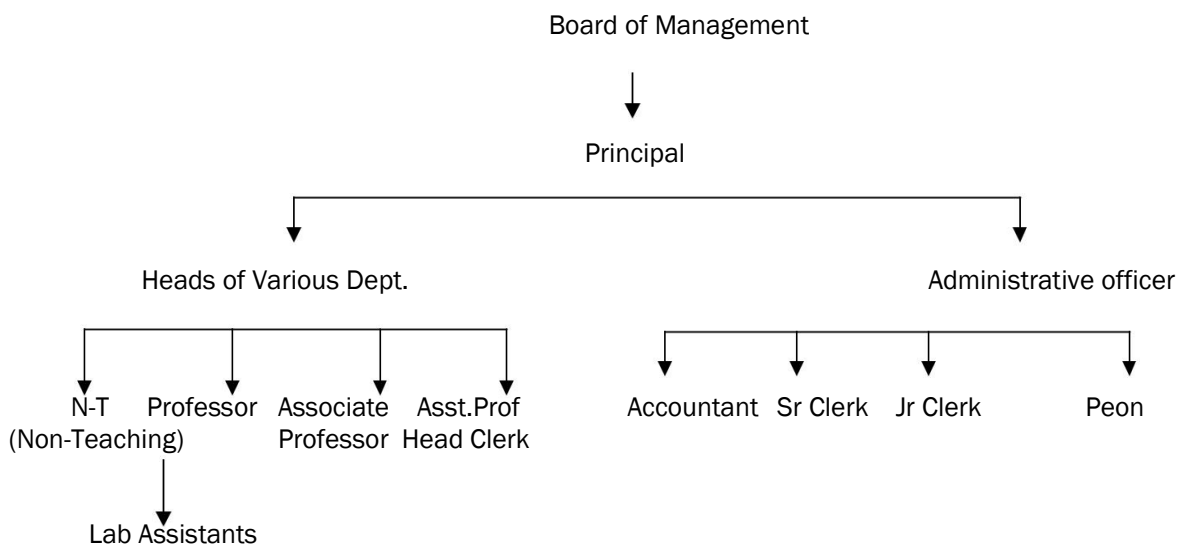 Board of Management
Principal
Heads of Various Dept.
Administrative officer
N-T Professor Associate Asst.Prof Accountant Sr Clerk Jr Clerk Peon
(Non-Teaching) Professor Head Clerk
Lab Assistants